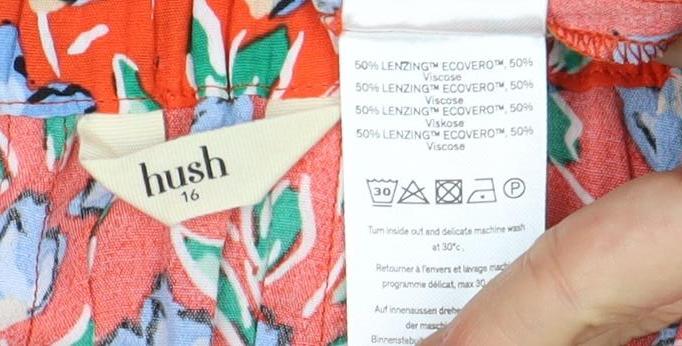 hush
16
50% LENZING™ ECOVERO™, 50%
Viscose
50% LENZING™ ECOVERO™, 50%
Viscose
50% LENZING™ ECOVERO™, 50%
Viskose
50% LENZING™ ECOVERO™, 50%
Viscose
30
P
Turn inside out and delicate machine wash
at 30°c.
Retourner à l'envers et lavage
programme délicat, max 30
Auf innenaussen
der